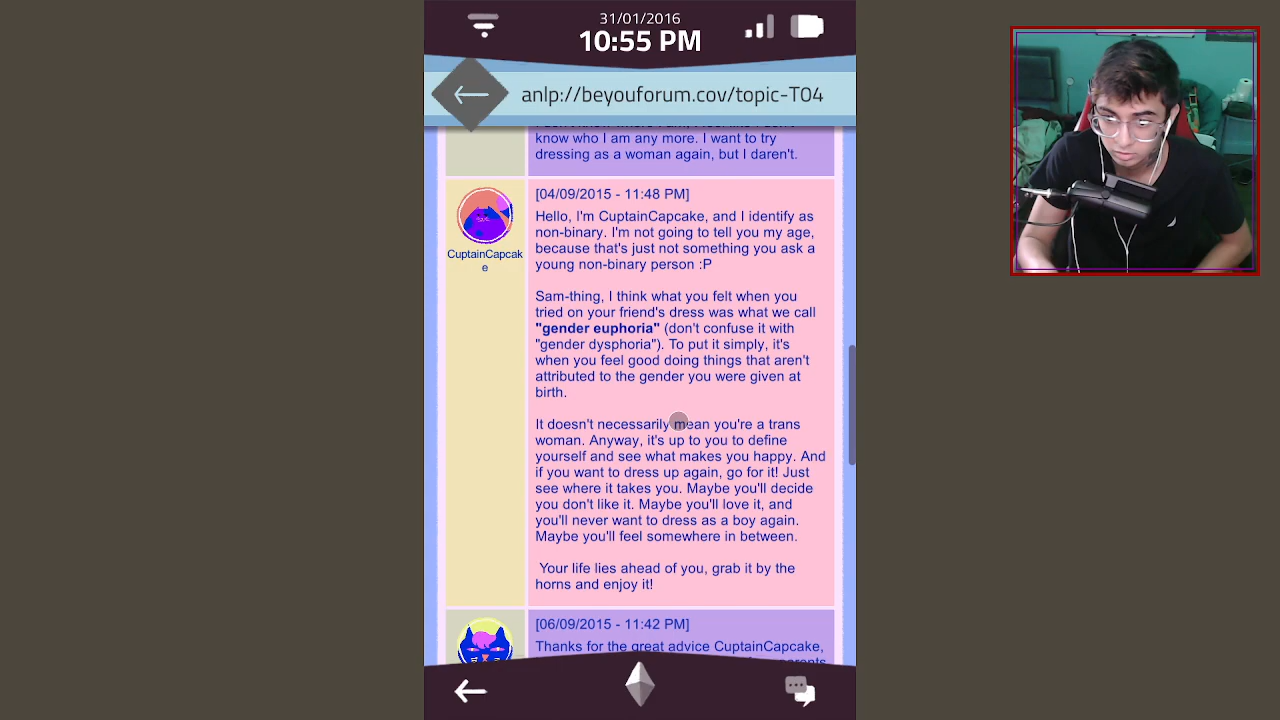 31/01/2016
10:55 PM
anlp://beyouforum.cov/topic-T04
know who I am any more. I want to try
dressing as a woman again, but I daren't.
[04/09/2015 - 11:48 PM]
Hello, I'm CuptainCapcake, and I identify as
non-binary. I'm not going to tell you my age,
because that's just not something you ask a
young non-binary person :P
CuptainCapcak
e
Sam-thing, I think what you felt when you
tried on your friend's dress was what we call
"gender euphoria" (don't confuse it with
"gender dysphoria"). To put it simply, it's
when you feel good doing things that aren't
attributed to the gender you were given at
birth.
It doesn't necessarily mean you're a trans
woman. Anyway, it's up to you to define
yourself and see what makes you happy. And
if you want to dress up again, go for it! Just
see where it takes you. Maybe you'll decide
you don't like it. Maybe you'll love it, and
you'll never want to dress as a boy again.
Maybe you'll feel somewhere in between.
Your life lies ahead of you, grab it by the
horns and enjoy it!
[06/09/2015 - 11:42 PM]
Thanks for the great advice CuptainCapcake,